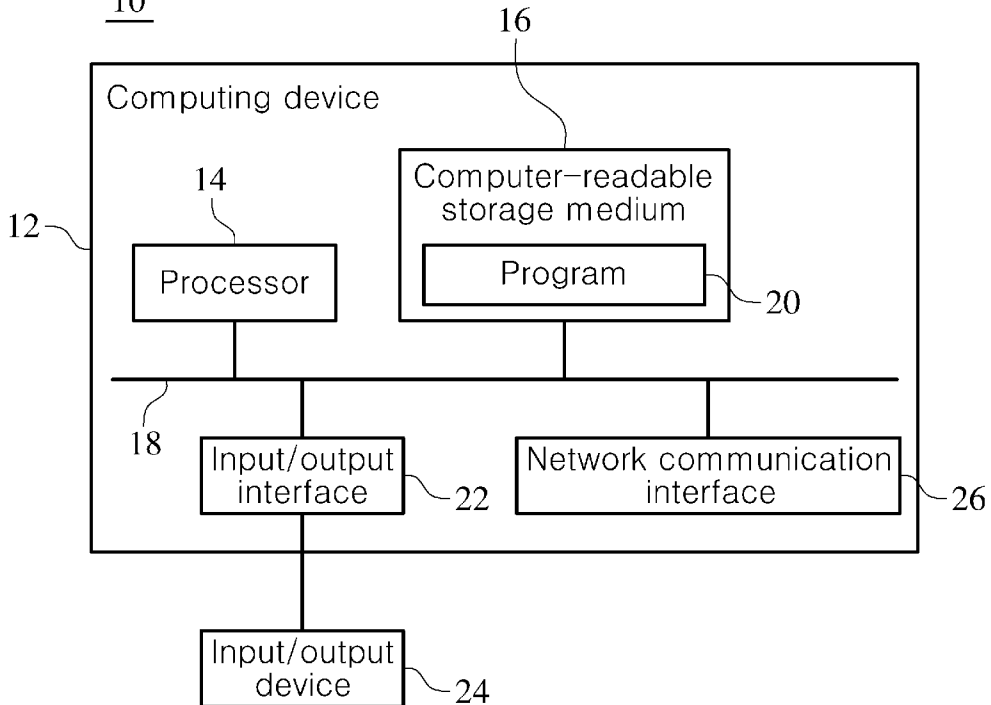 10
16
Computing device
14
Computer-readable
storage medium
12
Processor
Program
20
18
Input/output
interface
22
Network communication
interface
26
Input/output
device
24